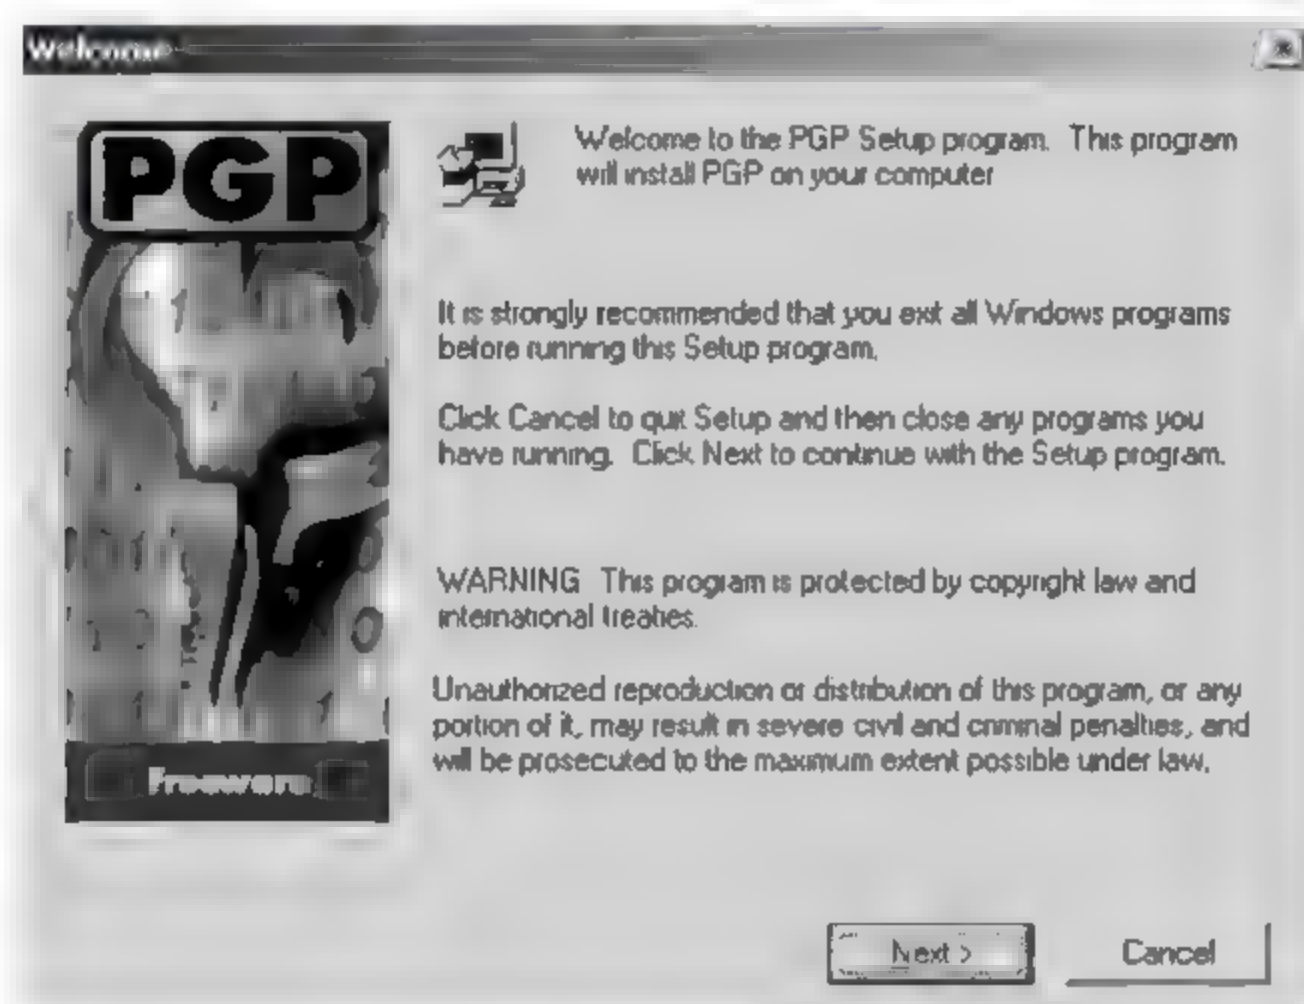 Welcome
PGP
Welcome to the PGP Setup program. This program
will install PGP on your computer
It is strongly recommended that you exit all Windows programs
before running this Setup program.
Click Cancel to quit Setup and then close any programs you
have running. Click Next to continue with the Setup program.
WARNING This program is protected by copyright law and
international treaties.
Unauthorized reproduction or distribution of this program, or any
portion of it, may result in severe civil and criminal penalties, and
will be prosecuted to the maximum extent possible under law.
Freeware
Next >
Cancel